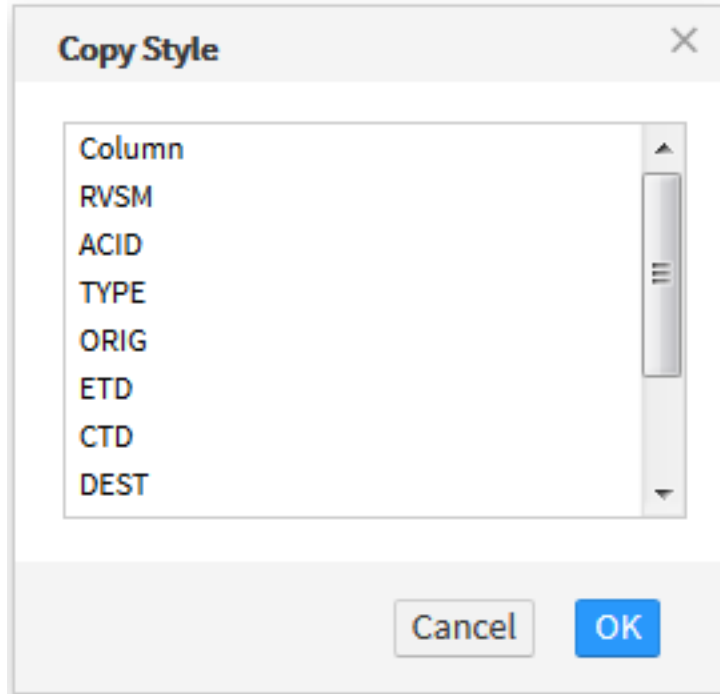 Copy Style
Column
RVSM
ACID
TYPE
ORIG
ETD
CTD
DEST
Cancel
OK